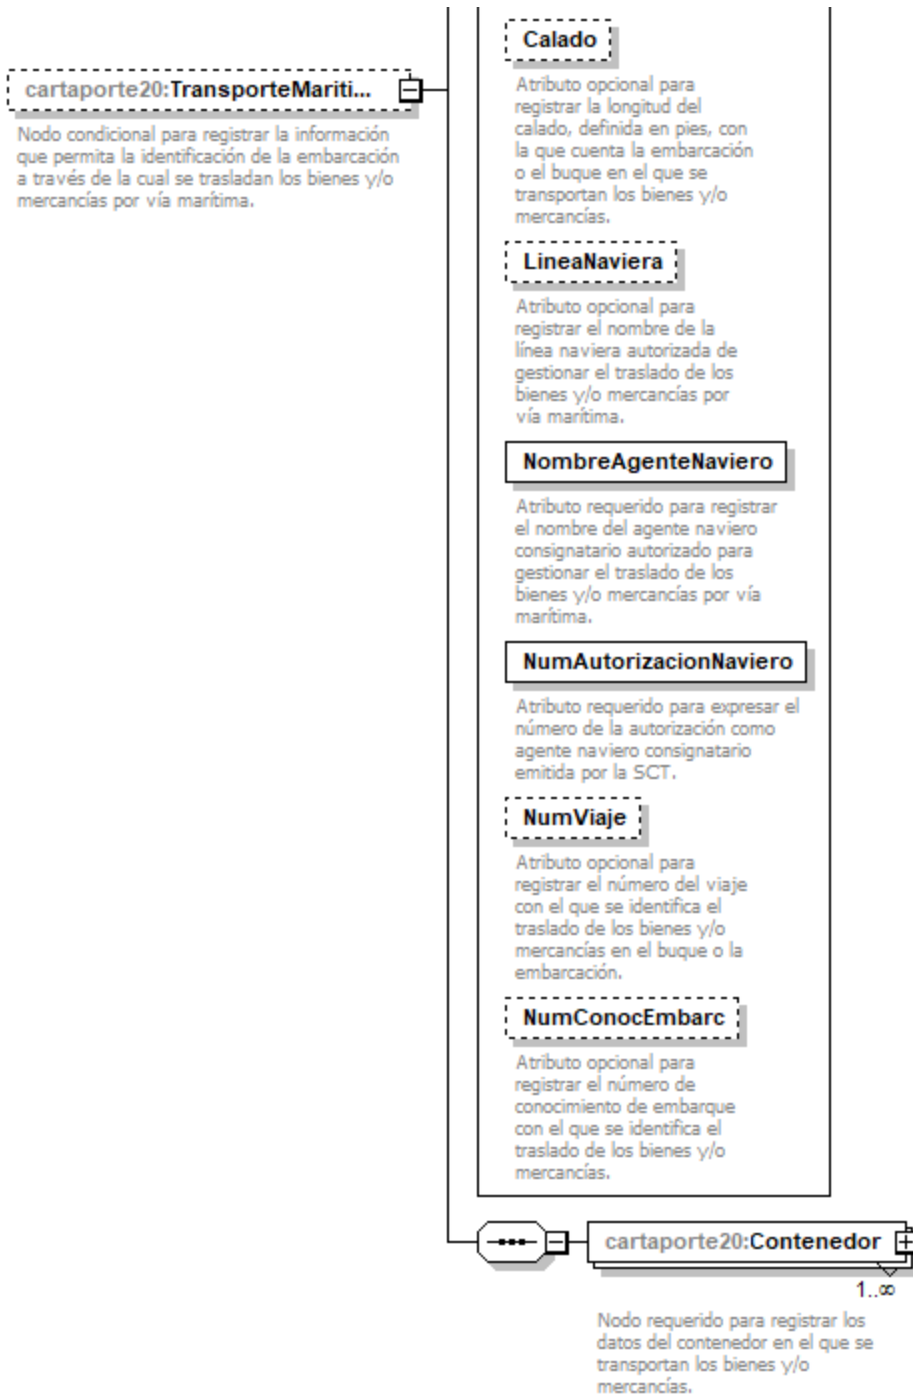 cartaporte20:TransporteMariti...
Nodo condicional para registrar la información
que permita la identificación de la embarcación
a través de la cual se trasladan los bienes y/o
mercancías por vía marítima.
Calado
Atributo opcional para
registrar la longitud del
calado, definida en pies, con
la que cuenta la embarcación
o el buque en el que se
transportan los bienes y/o
mercancías.
LineaNaviera
Atributo opcional para
registrar el nombre de la
línea naviera autorizada de
gestionar el traslado de los
bienes y/o mercancías por
vía marítima.
NombreAgenteNaviero
Atributo requerido para registrar
el nombre del agente naviero
consignatario autorizado para
gestionar el traslado de los
bienes y/o mercancías por vía
marítima.
NumAutorizacionNaviero
Atributo requerido para expresar el
número de la autorización como
agente naviero consignatario
emitida por la SCT.
NumViaje
Atributo opcional para
registrar el número del viaje
con el que se identifica el
traslado de los bienes y/o
mercancías en el buque o la
embarcación.
NumConocEmbarc
Atributo opcional para
registrar el número de
conocimiento de embarque
con el que se identifica el
traslado de los bienes y/o
mercancías.
cartaporte20:Contenedor
1..∞
Nodo requerido para registrar los
datos del contenedor en el que se
transportan los bienes y/o
mercancías.